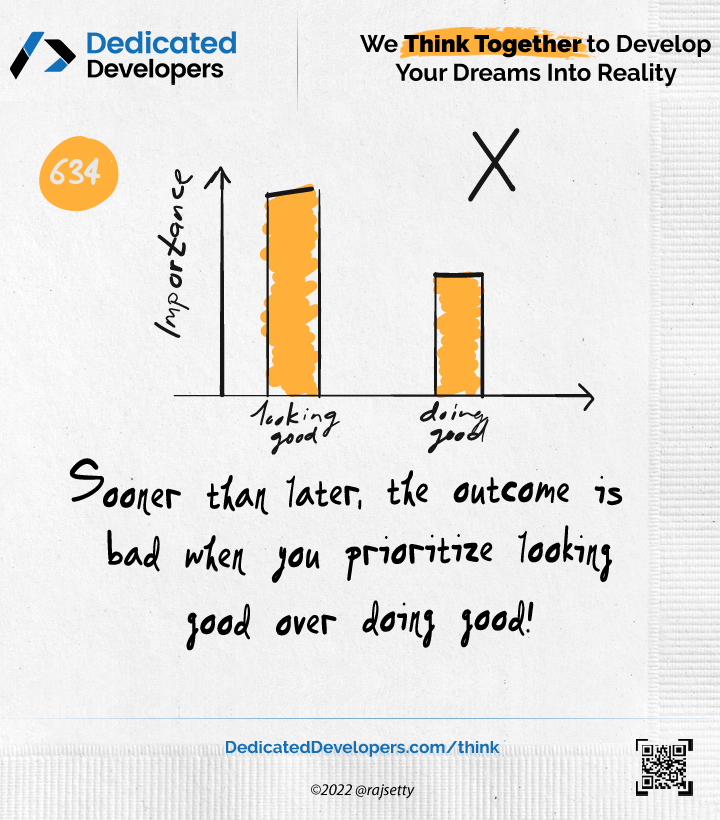 Dedicated
Developers
We Think Together to Develop
Your Dreams Into Reality
634
Importance
looking
good
doing
good
Sooner than later, the outcome is
bad when you prioritize looking
good over doing good!
DedicatedDevelopers.com/think
©2022 @rajsetty